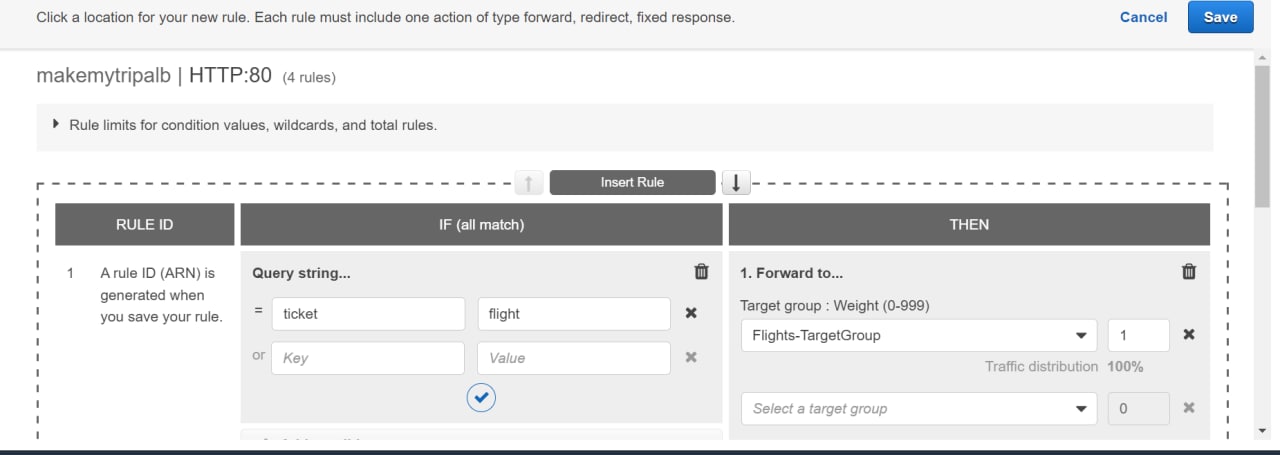 Click a location for your new rule. Each rule must include one action of type forward, redirect, fixed response.
Cancel
Save
makemytripalb | HTTP:80 (4 rules)
Rule limits for condition values, wildcards, and total rules.
Insert Rule
RULE ID
IF (all match)
THEN
1
A rule ID (ARN) is
generated when
you save your rule.
Query string...
= ticket flight
or Key Value
1. Forward to...
Target group : Weight (0-999)
Flights-TargetGroup 1
Traffic distribution 100%
Select a target group 0